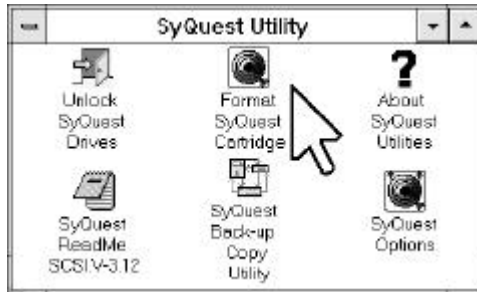 SyQuest Utility
Unlock
SyQuest
Drives
Format
SyQuest
Cartridge
About
SyQuest
Utilities
SyQuest
ReadMe
SCSI V-3.12
SyQuest
Back-up
Copy
Utility
SyQuest
Options